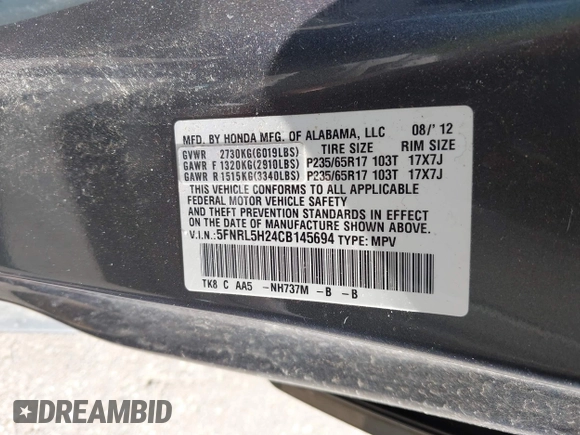 MFD. BY HONDA MFG. OF ALABAMA, LLC 08/'12
GVWR 2730KG(6019LBS) TIRE SIZE RIM SIZE
GAWR F 1320KG(2910LBS) P235/65R17 103T 17X7J
GAWR R 1515KG(3340LBS) P235/65R17 103T 17X7J
THIS VEHICLE CONFORMS TO ALL APPLICABLE
FEDERAL MOTOR VEHICLE SAFETY
AND THEFT PREVENTION STANDARDS IN EFFECT
ON THE DATE OF MANUFACTURE SHOWN ABOVE.
V.I.N.: 5FNRL5H24CB145694 TYPE: MPV
TK8 C AA5 -NH737M -B -B
DREAMBID